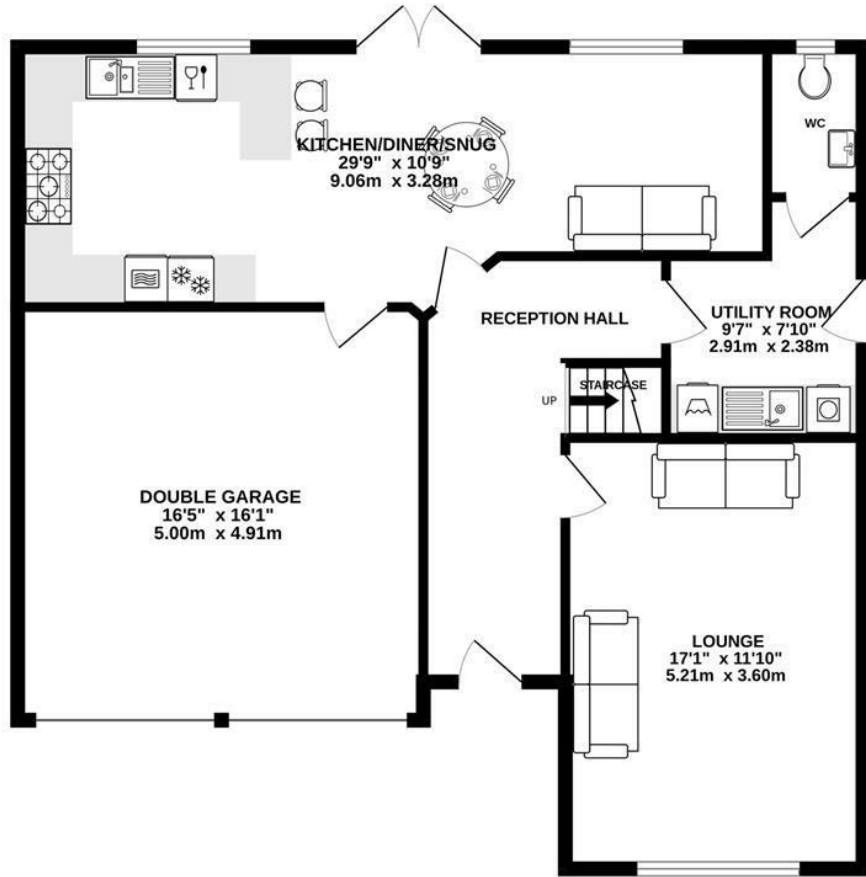 KITCHEN/DINER/SNUG
29'9" x 10'9"
9.06m x 3.28m
WC
RECEPTION HALL
UTILITY ROOM
9'7" x 7'10"
2.91m x 2.38m
UP
STAIRCASE
DOUBLE GARAGE
16'5" x 16'1"
5.00m x 4.91m
LOUNGE
17'1" x 11'10"
5.21m x 3.60m